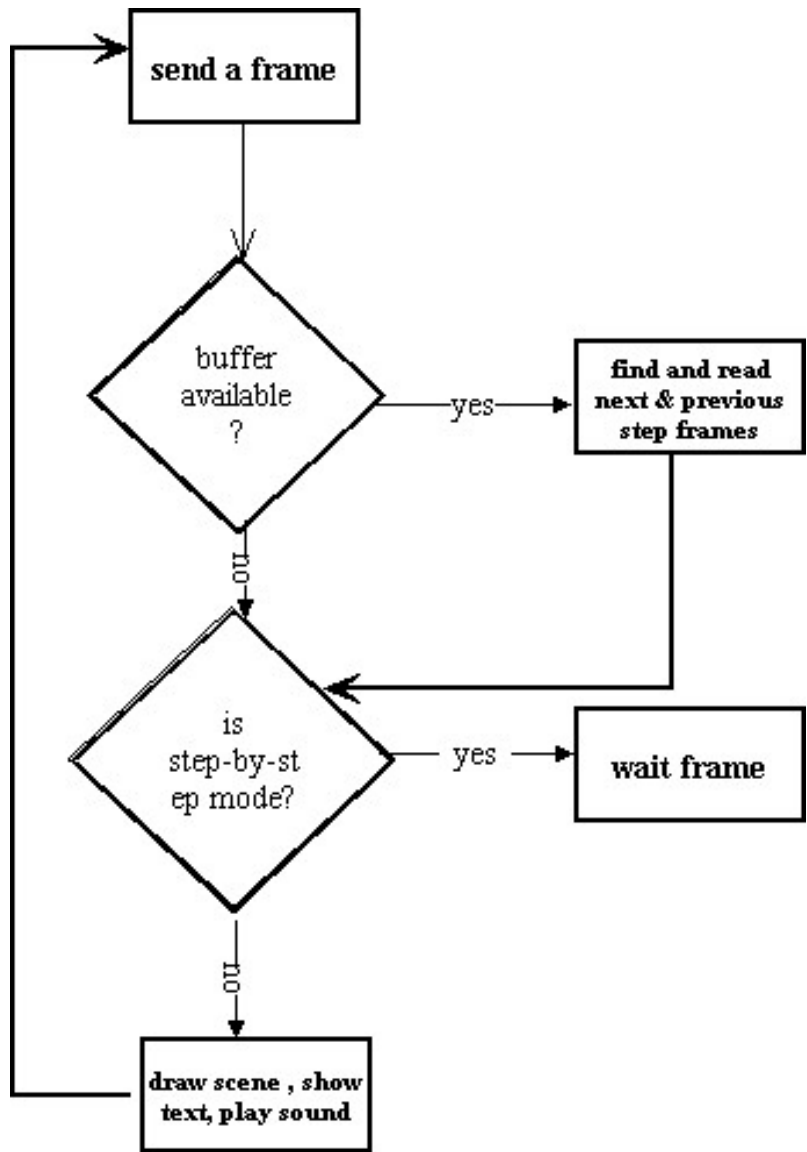 send a frame
buffer
available
?
yes
find and read
next & previous
step frames
no
is
step-by-st
ep mode?
yes
wait frame
no
draw scene , show
text, play sound